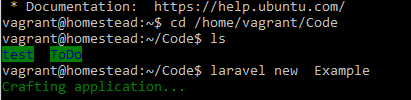 * Documentation:  https://help.ubuntu.com/
vagrant@homestead:~$ cd /home/vagrant/Code
vagrant@homestead:~/Code$ ls
test  ToDo
vagrant@homestead:~/Code$ laravel new  Example
Crafting application...